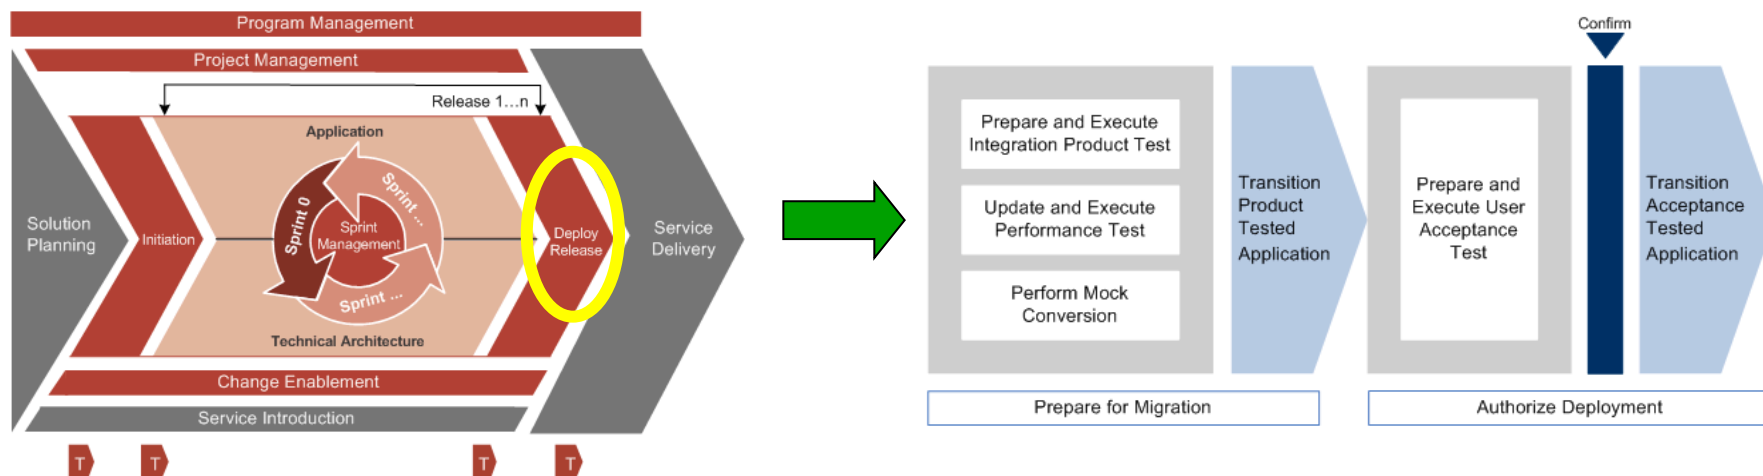 Program Management
Project Management
Release 1...n
Application
Solution
Planning
Initiation
Sprint 0
Sprint ...
Sprint
Management
Sprint ...
Deploy
Release
Service
Delivery
Technical Architecture
Change Enablement
Service Introduction
T
T
T
T
Prepare and Execute
Integration Product Test
Update and Execute
Performance Test
Perform Mock
Conversion
Transition
Product
Tested
Application
Prepare for Migration
Prepare and
Execute User
Acceptance
Test
Confirm
Transition
Acceptance
Tested
Application
Authorize Deployment